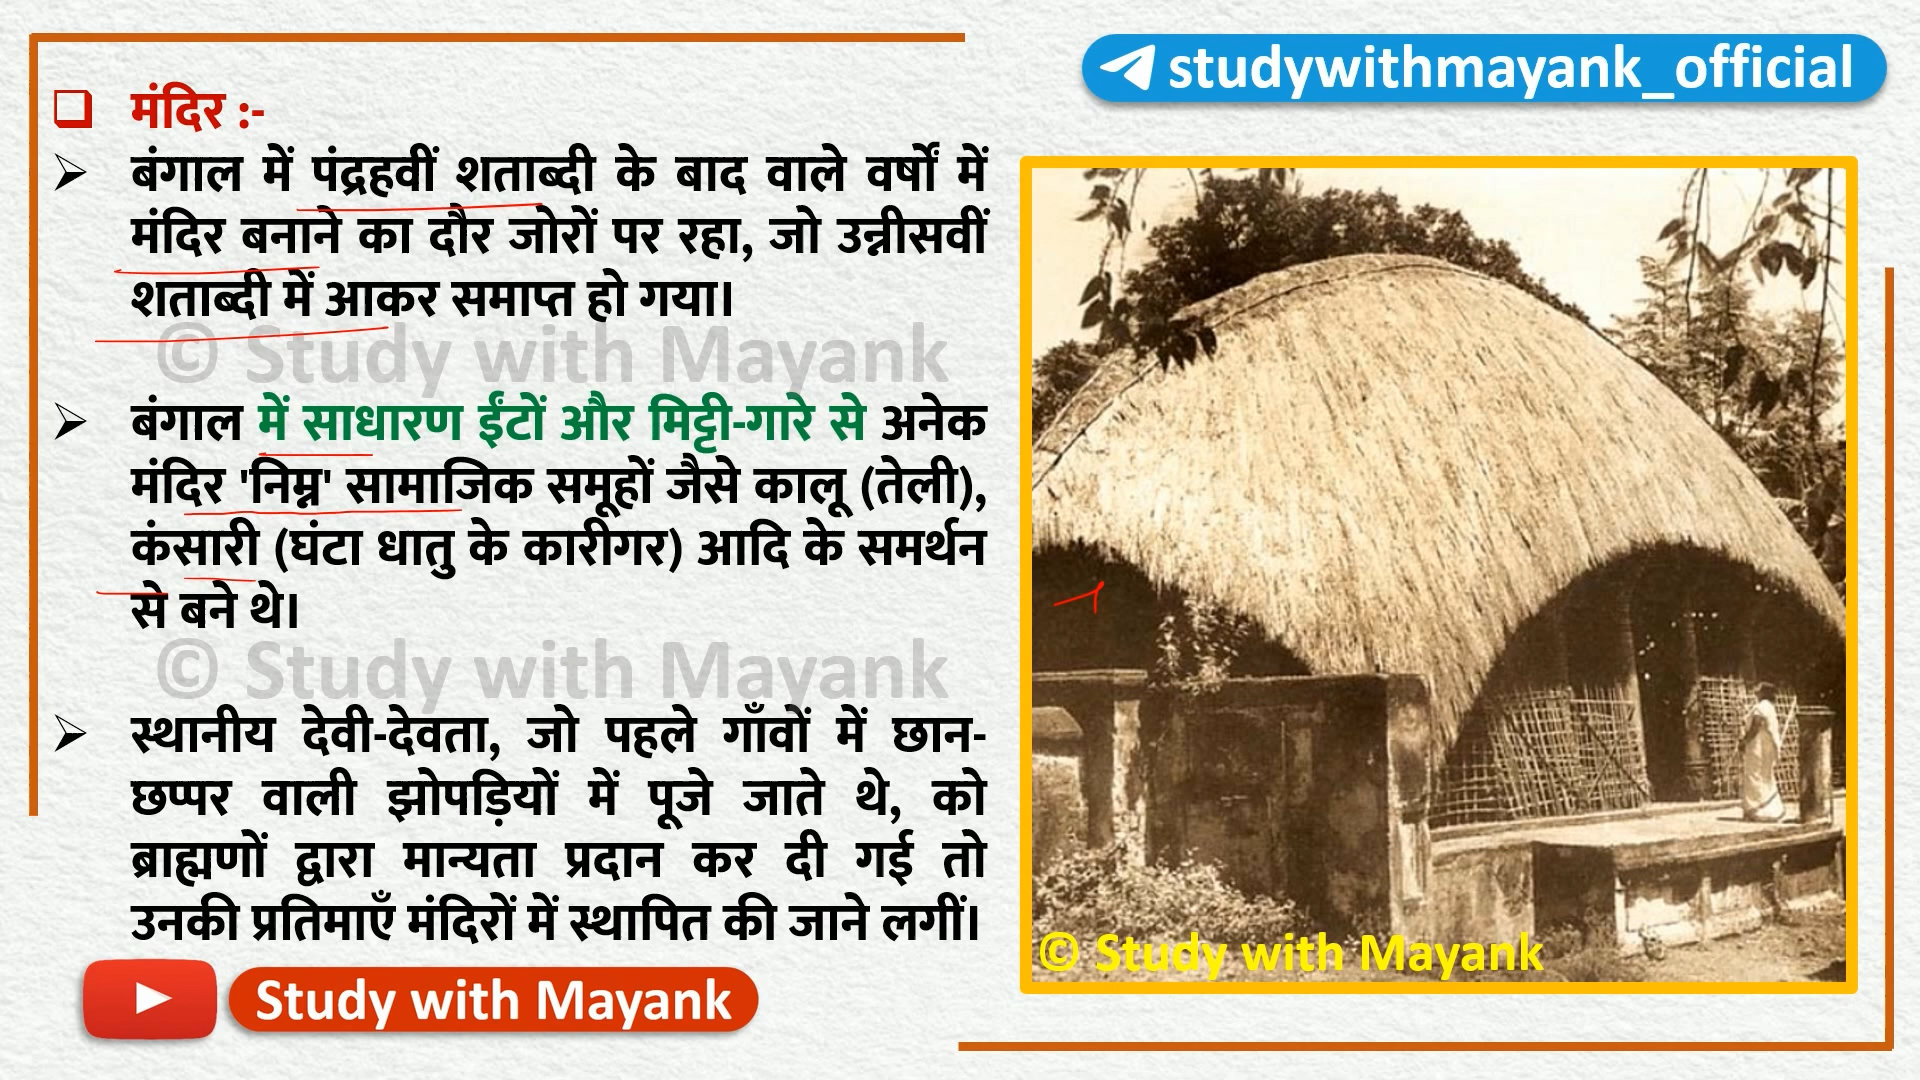 studywithmayank_official
मंदिर :-
बंगाल में पंद्रहवीं शताब्दी के बाद वाले वर्षों में
मंदिर बनाने का दौर जोरों पर रहा, जो उन्नीसवीं
शताब्दी में आकर समाप्त हो गया।
© Study with Mayank
बंगाल में साधारण ईंटों और मिट्टी-गारे से अनेक
मंदिर 'निम्न' सामाजिक समूहों जैसे कालू (तेली),
कंसारी (घंटा धातु के कारीगर) आदि के समर्थन
से बने थे।
© Study with Mayank
स्थानीय देवी-देवता, जो पहले गाँवों में छान-
छप्पर वाली झोपड़ियों में पूजे जाते थे, को
ब्राह्मणों द्वारा मान्यता प्रदान कर दी गई तो
उनकी प्रतिमाएँ मंदिरों में स्थापित की जाने लगीं।
© Study with Mayank
Study with Mayank